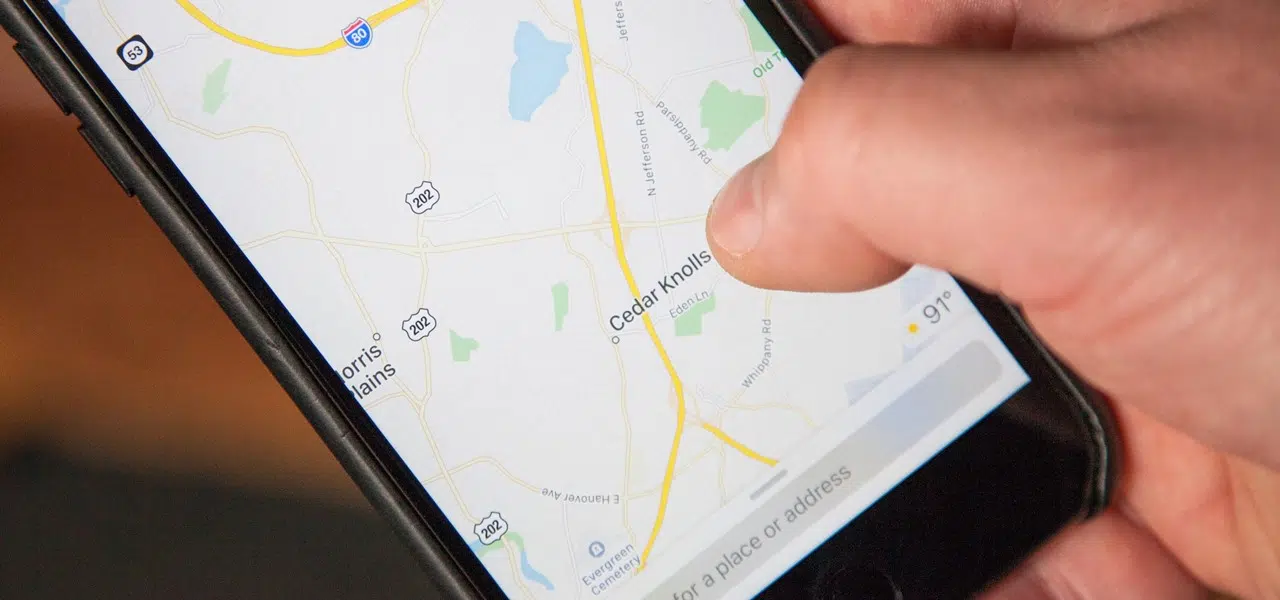 53
80
Jeffers
Old T
Parsippany Rd
N Jefferson Rd
202
Cedar Knolls
Eden Ln
91°
202
orris
lains
Whippany Rd
E Hanover Ave
202
Evergreen
Cemetery
for a place or address